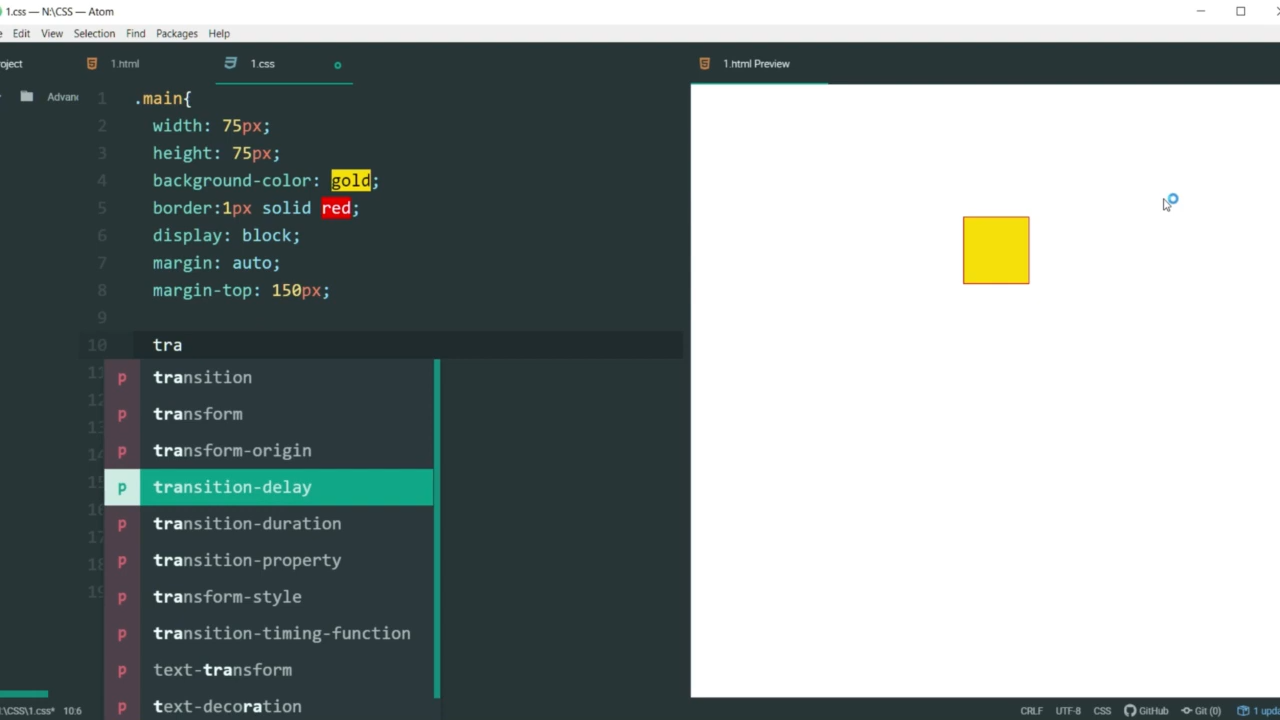 1.css — N:\CSS — Atom
Edit View Selection Find Packages Help
1.html
1.css
1.html Preview
1 .main{
2 width: 75px;
3 height: 75px;
4 background-color: gold;
5 border:1px solid red;
6 display: block;
7 margin: auto;
8 margin-top: 150px;
9
10 tra
p transition
p transform
p transform-origin
p transition-delay
p transition-duration
p transition-property
p transform-style
p transition-timing-function
p text-transform
p text-decoration
10:6
CRLF UTF-8 CSS GitHub Git (0)